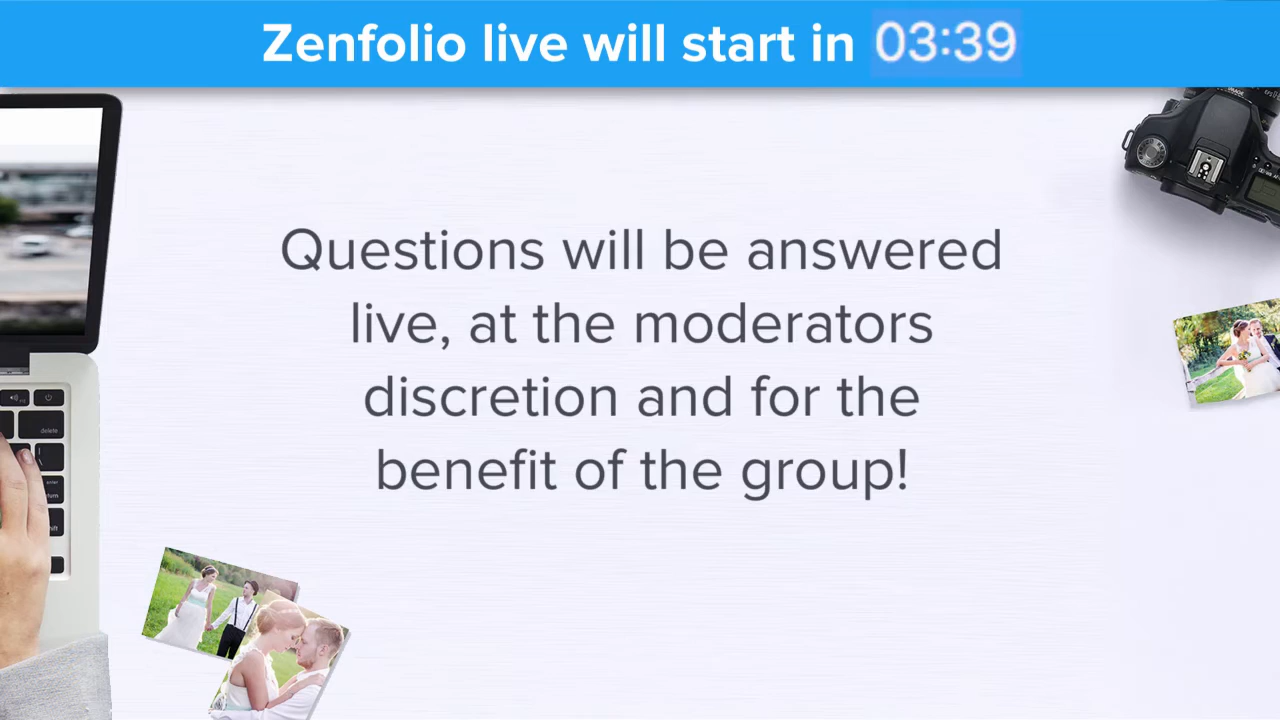 Zenfolio live will start in 03:39
Questions will be answered
live, at the moderators
discretion and for the
benefit of the group!
delete